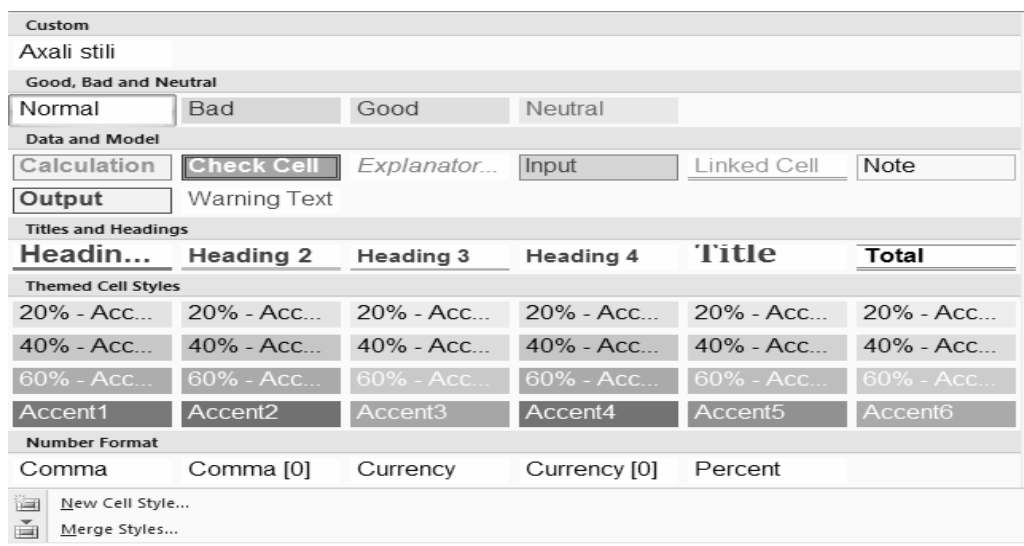 Custom
Axali stili
Good, Bad and Neutral
Normal Bad Good Neutral
Data and Model
Calculation Check Cell Explanator... Input Linked Cell Note
Output Warning Text
Titles and Headings
Headin... Heading 2 Heading 3 Heading 4 Title Total
Themed Cell Styles
20% - Acc... 20% - Acc... 20% - Acc... 20% - Acc... 20% - Acc... 20% - Acc...
40% - Acc... 40% - Acc... 40% - Acc... 40% - Acc... 40% - Acc... 40% - Acc...
60% - Acc... 60% - Acc... 60% - Acc... 60% - Acc... 60% - Acc... 60% - Acc...
Accent1 Accent2 Accent3 Accent4 Accent5 Accent6
Number Format
Comma Comma [0] Currency Currency [0] Percent
New Cell Style...
Merge Styles...